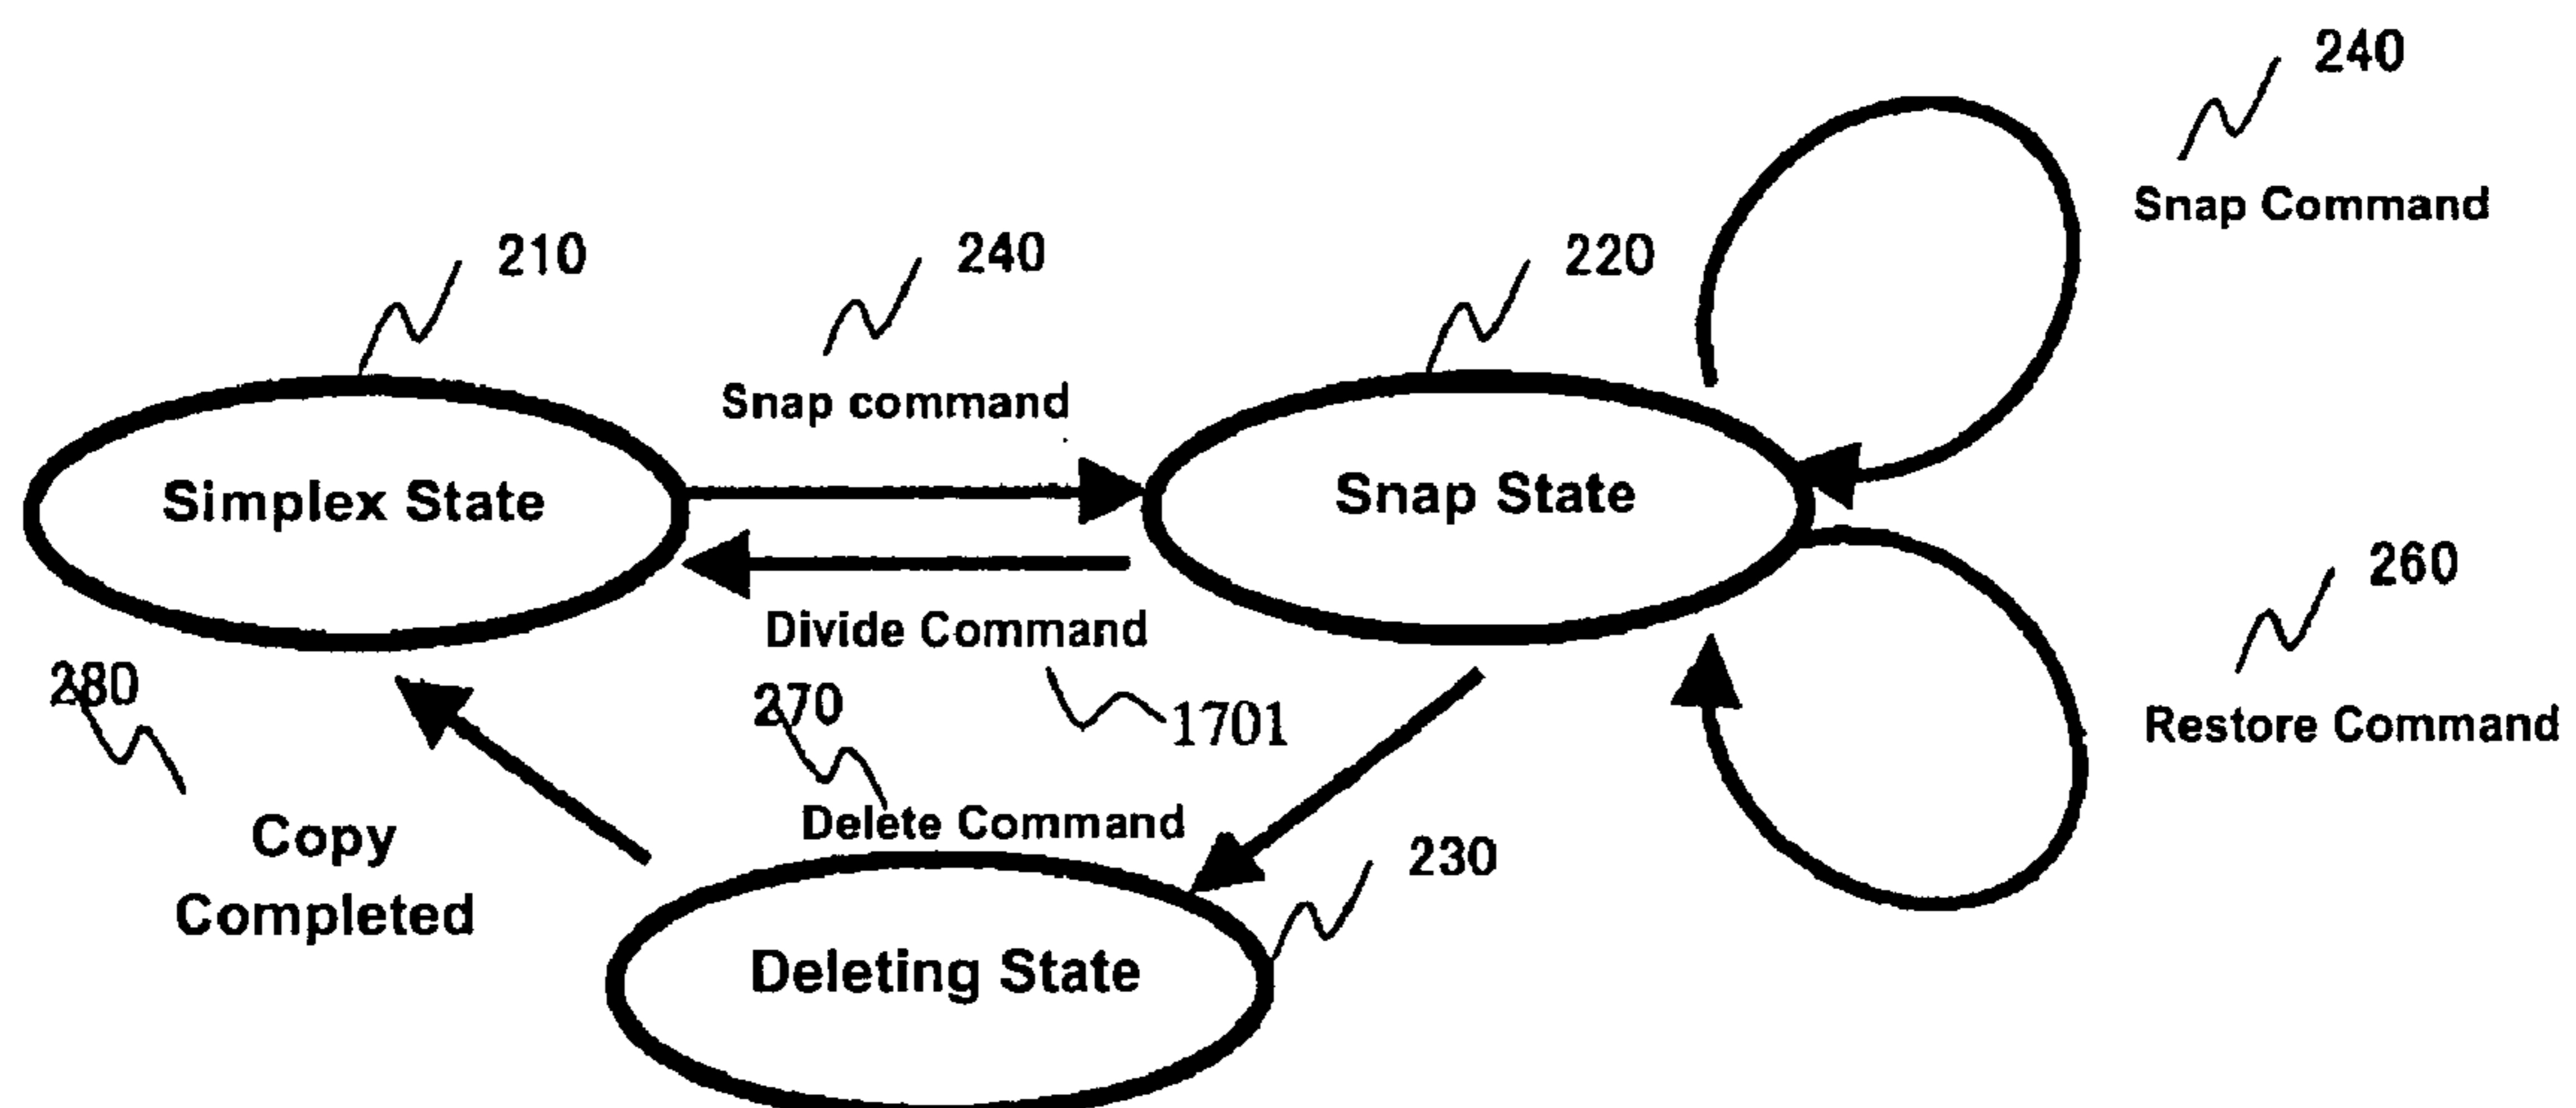 240
Snap Command
210
240
220
Snap command
Simplex State
Snap State
260
Divide Command
280
270
1701
Restore Command
Delete Command
Copy
Completed
230
Deleting State